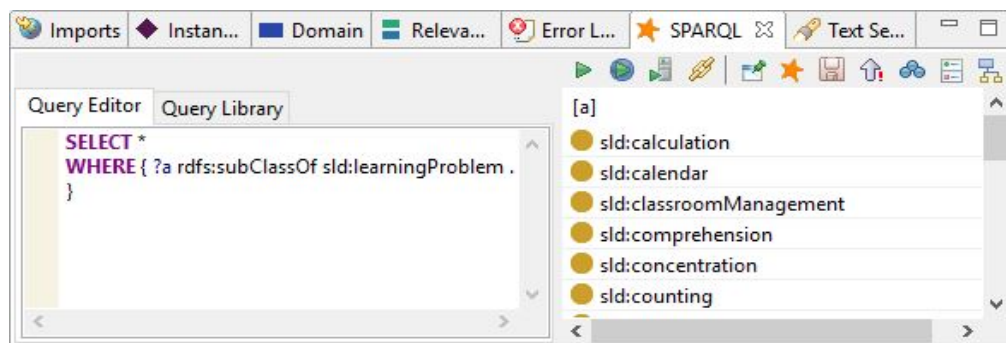 Imports Instan... Domain Releva... Error L... SPARQL Text Se...
Query Editor Query Library
SELECT *
WHERE { ?a rdfs:subClassOf sld:learningProblem .
}
[a]
sld:calculation
sld:calendar
sld:classroomManagement
sld:comprehension
sld:concentration
sld:counting